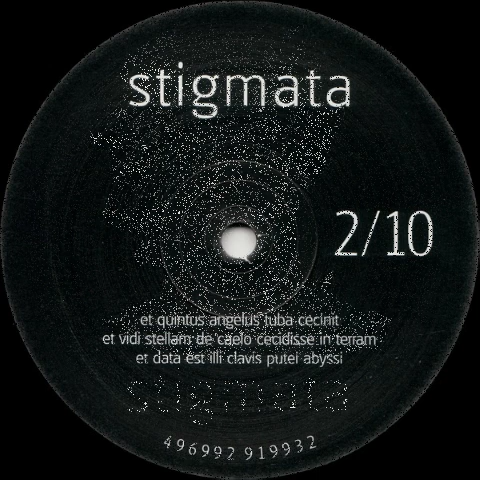 stigmata
2/10
et quintus angelus tuba cecinit
et vidi stellam de caelo cecidisse in terram
et data est illi clavis putei abyssi
stigmata
496992 919932